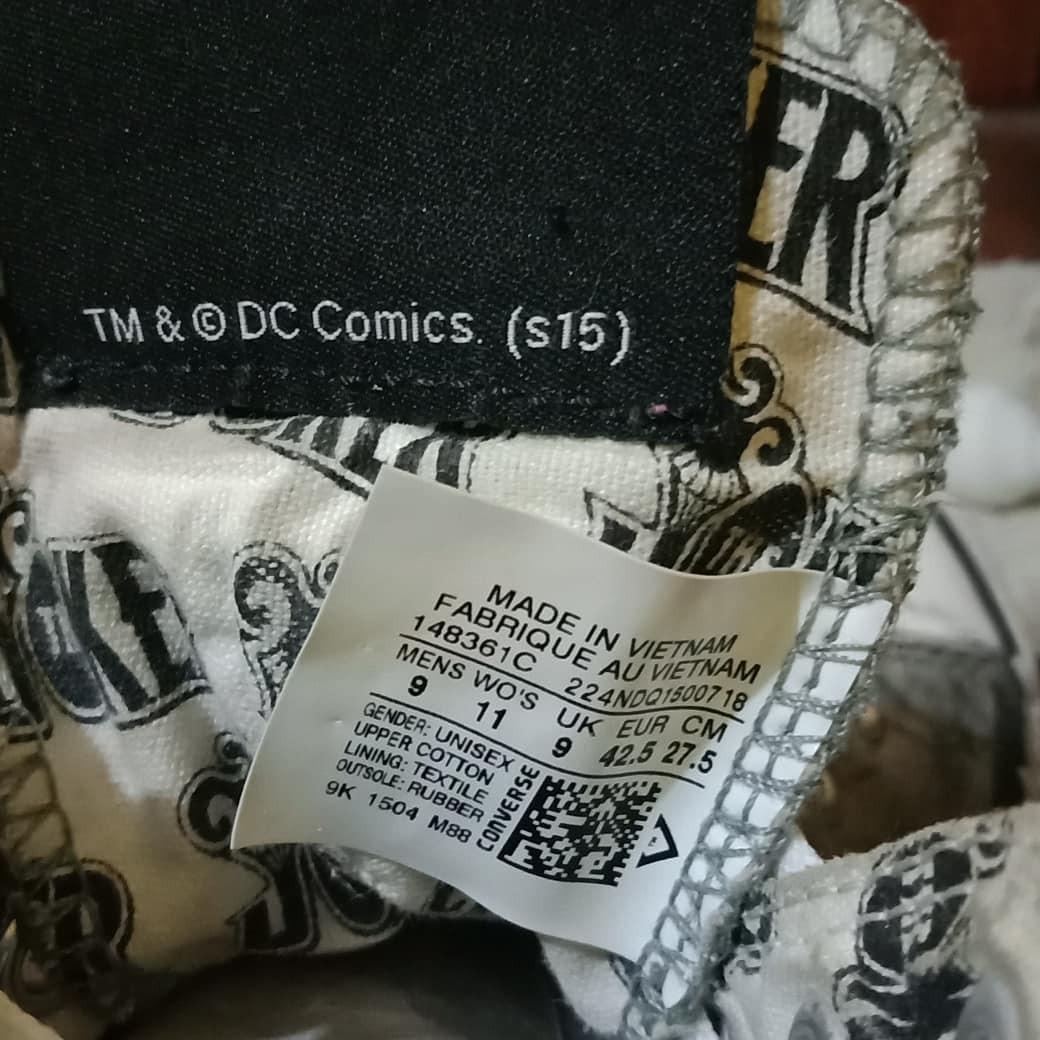 TM & © DC Comics. (s15)
ER
MADE IN VIETNAM
FABRIQUE AU VIETNAM
148361C 224NDQ1500718
MENS WO'S UK EUR CM
9 11 9 42.5 27.5
GENDER: UNISEX
UPPER COTTON
LINING: TEXTILE
OUTSOLE: RUBBER
9K 1504 M88
CONVERSE